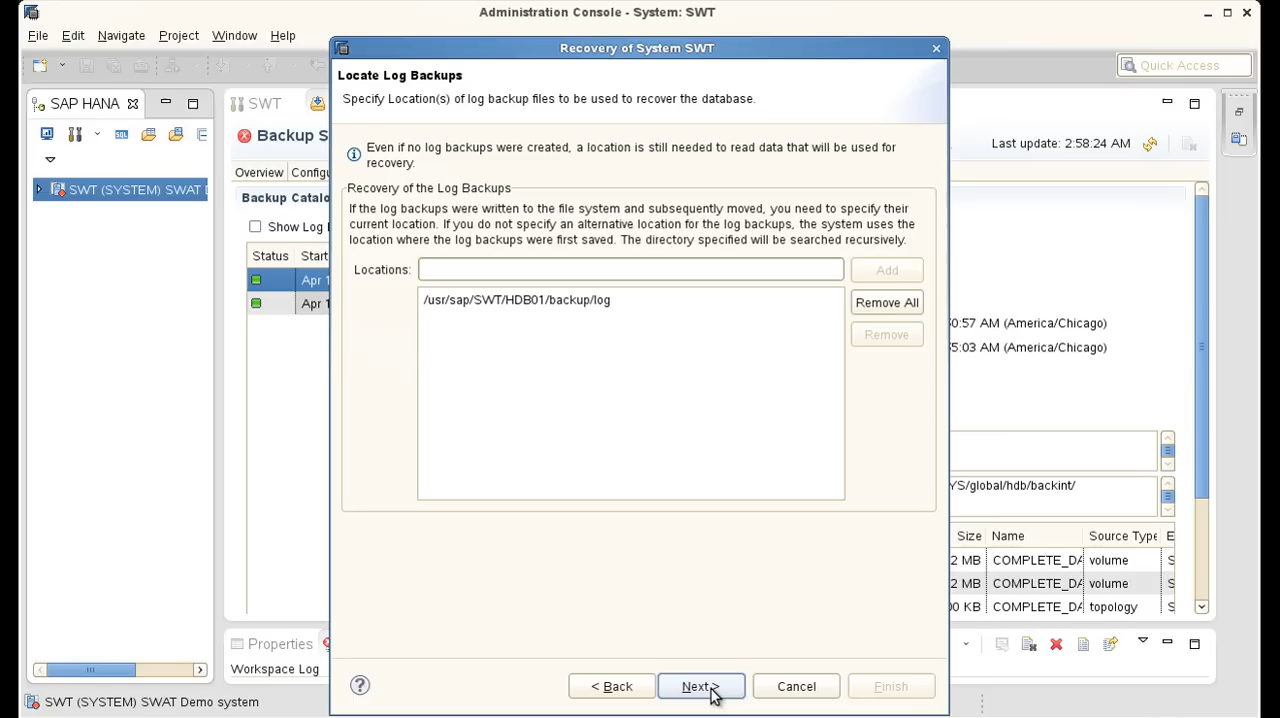 Administration Console - System: SWT
File Edit Navigate Project Window Help
Quick Access
SAP HANA
SWT (SYSTEM) SWAT D
SWT
Backup S
Last update: 2:58:24 AM
Overview Configu
Backup Catalo
Show Log
Status Start
Apr 1
Apr 1
Recovery of System SWT
Locate Log Backups
Specify Location(s) of log backup files to be used to recover the database.
Even if no log backups were created, a location is still needed to read data that will be used for
recovery.
Recovery of the Log Backups
If the log backups were written to the file system and subsequently moved, you need to specify their
current location. If you do not specify an alternative location for the log backups, the system uses the
location where the log backups were first saved. The directory specified will be searched recursively.
Locations:
Add
/usr/sap/SWT/HDB01/backup/log
Remove All
Remove
< Back
Next >
Cancel
Finish
0:57 AM (America/Chicago)
5:03 AM (America/Chicago)
YS/global/hdb/backint/
Size Name Source Type E
2 MB COMPLETE_DA volume S
2 MB COMPLETE_DA volume S
00 KB COMPLETE_DA topology S
Properties
Workspace Log
SWT (SYSTEM) SWAT Demo system